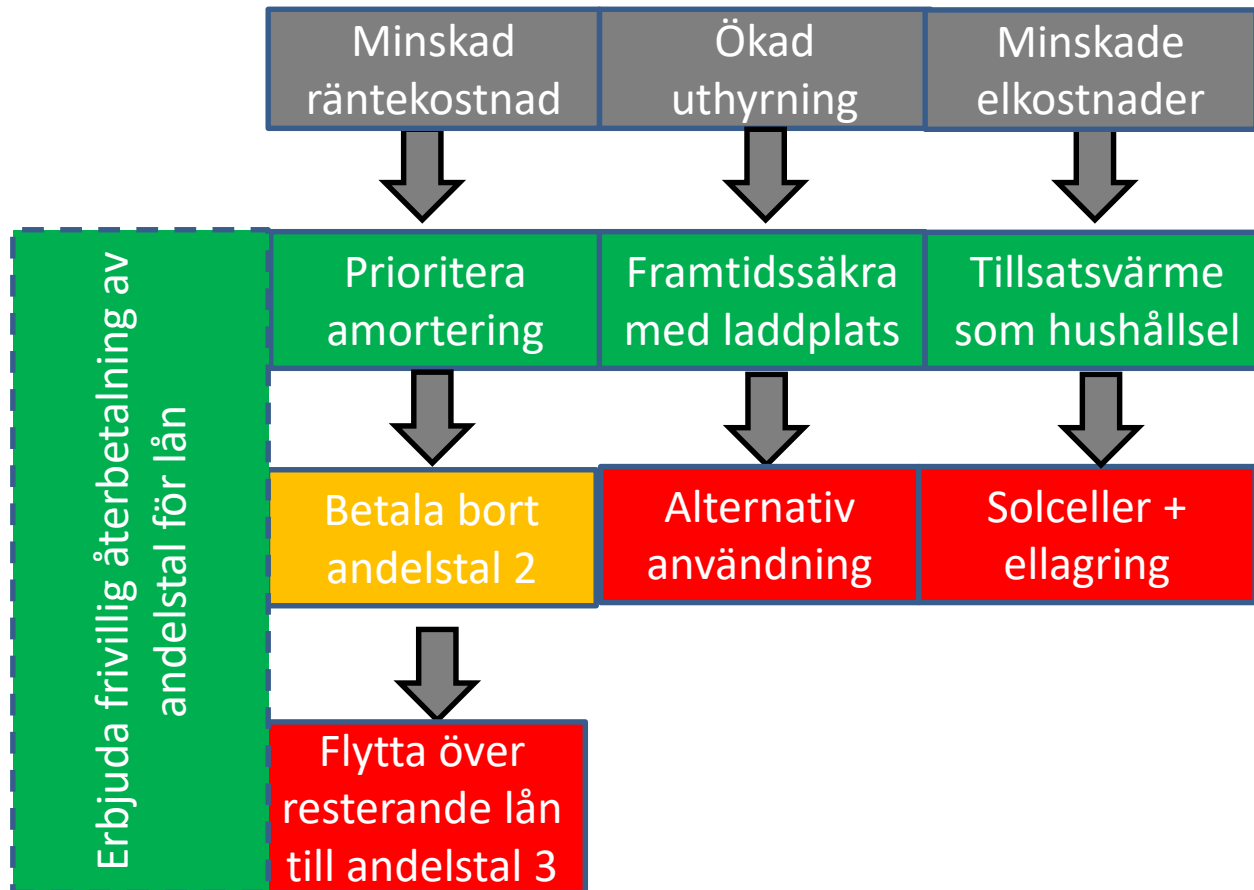 Minskad
räntekostnad
Ökad
uthyrning
Minskade
elkostnader
Erbjuda frivillig återbetalning av
andelstal för lån
Prioritera
amortering
Framtidssäkra
med laddplats
Tillsatsvärme
som hushållsel
Betala bort
andelstal 2
Alternativ
användning
Solceller +
ellagring
Flytta över
resterande lån
till andelstal 3